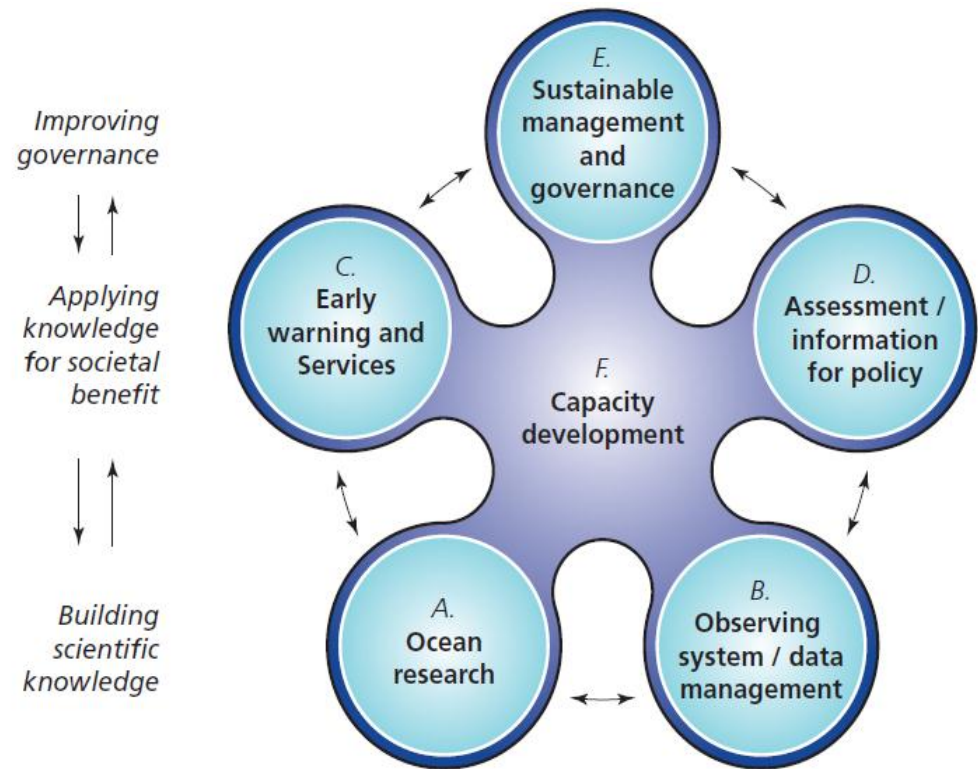 Improving
governance
Applying
knowledge
for societal
benefit
Building
scientific
knowledge
E.
Sustainable
management
and
governance
C.
Early
warning and
Services
D.
Assessment /
information
for policy
F.
Capacity
development
A.
Ocean
research
B.
Observing
system / data
management